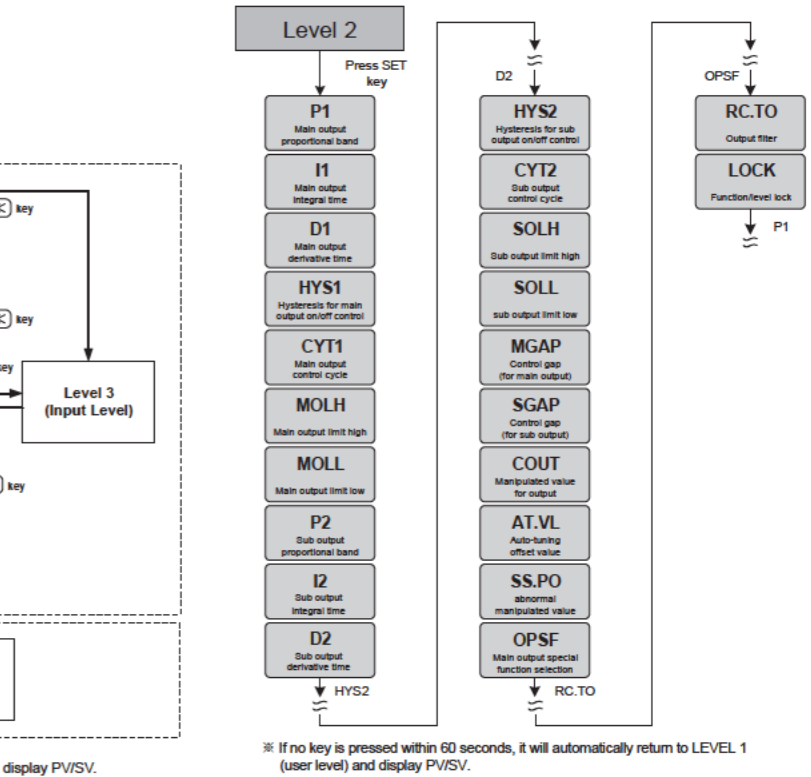 key
key
key
Level 3
(Input Level)
key
display PV/SV.
Level 2
Press SET
key
P1
Main output
proportional band
I1
Main output
integral time
D1
Main output
derivative time
HYS1
Hysteresis for main
output on/off control
CYT1
Main output
control cycle
MOLH
Main output limit high
MOLL
Main output limit low
P2
Sub output
proportional band
I2
Sub output
integral time
D2
Sub output
derivative time
HYS2
D2
HYS2
Hysteresis for sub
output on/off control
CYT2
Sub output
control cycle
SOLH
Sub output limit high
SOLL
sub output limit low
MGAP
Control gap
(for main output)
SGAP
Control gap
(for sub output)
COUT
Manipulated value
for output
AT.VL
Auto-tuning
offset value
SS.PO
abnormal
manipulated value
OPSF
Main output special
function selection
RC.TO
OPSF
RC.TO
Output filter
LOCK
Function/level lock
P1
※ If no key is pressed within 60 seconds, it will automatically return to LEVEL 1
(user level) and display PV/SV.